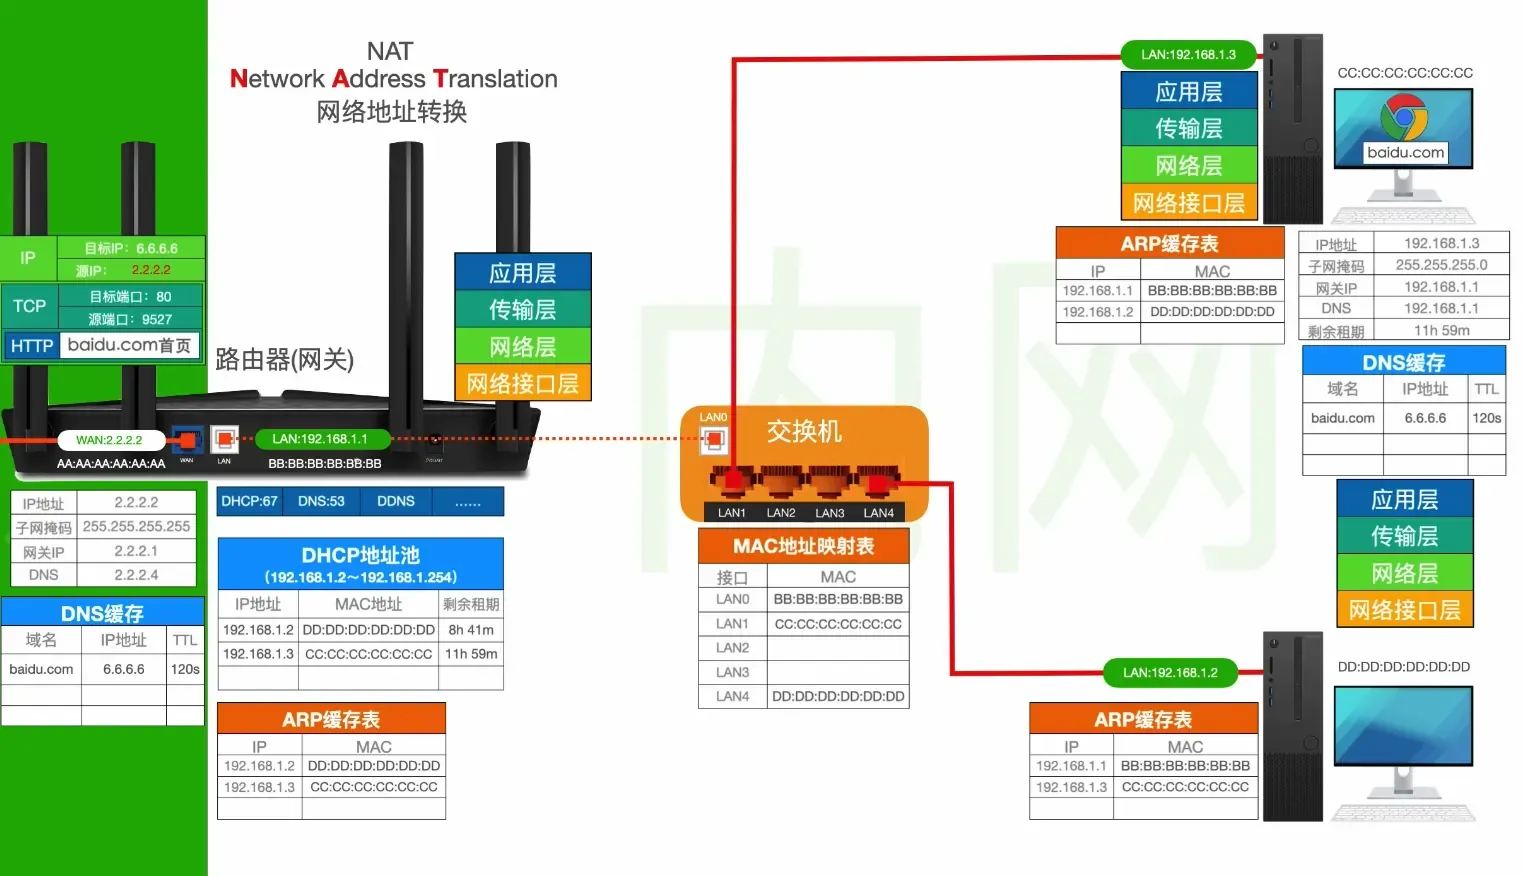 NAT
Network Address Translation
网络地址转换
IP
目标IP：6.6.6.6
源IP： 2.2.2.2
TCP
目标端口：80
源端口：9527
HTTP
baidu.com首页
路由器(网关)
应用层
传输层
网络层
网络接口层
WAN:2.2.2.2
AA:AA:AA:AA:AA:AA
WAN
LAN
LAN:192.168.1.1
BB:BB:BB:BB:BB:BB
IP地址 2.2.2.2
子网掩码 255.255.255.255
网关IP 2.2.2.1
DNS 2.2.2.4
DNS缓存
域名 IP地址 TTL
baidu.com 6.6.6.6 120s
DHCP:67 DNS:53 DDNS ……
DHCP地址池
（192.168.1.2～192.168.1.254）
IP地址 MAC地址 剩余租期
192.168.1.2 DD:DD:DD:DD:DD:DD 8h 41m
192.168.1.3 CC:CC:CC:CC:CC:CC 11h 59m
ARP缓存表
IP MAC
192.168.1.2 DD:DD:DD:DD:DD:DD
192.168.1.3 CC:CC:CC:CC:CC:CC
内网
LAN0
交换机
LAN1 LAN2 LAN3 LAN4
MAC地址映射表
接口 MAC
LAN0 BB:BB:BB:BB:BB:BB
LAN1 CC:CC:CC:CC:CC:CC
LAN2
LAN3
LAN4 DD:DD:DD:DD:DD:DD
LAN:192.168.1.3
应用层
传输层
网络层
网络接口层
CC:CC:CC:CC:CC:CC
baidu.com
ARP缓存表
IP MAC
192.168.1.1 BB:BB:BB:BB:BB:BB
192.168.1.2 DD:DD:DD:DD:DD:DD
IP地址 192.168.1.3
子网掩码 255.255.255.0
网关IP 192.168.1.1
DNS 192.168.1.1
剩余租期 11h 59m
DNS缓存
域名 IP地址 TTL
baidu.com 6.6.6.6 120s
应用层
传输层
网络层
网络接口层
LAN:192.168.1.2
DD:DD:DD:DD:DD:DD
ARP缓存表
IP MAC
192.168.1.1 BB:BB:BB:BB:BB:BB
192.168.1.3 CC:CC:CC:CC:CC:CC